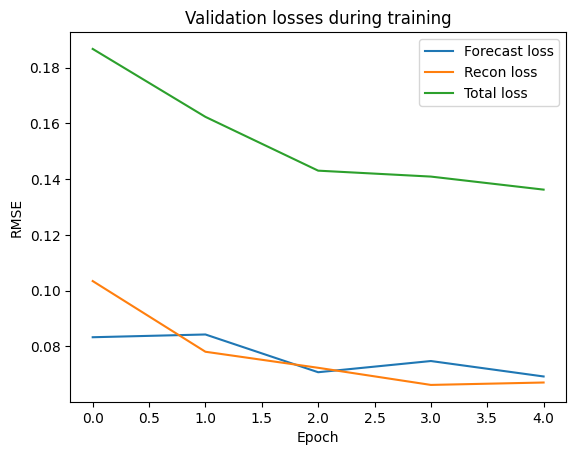 Validation losses during training
Forecast loss
Recon loss
Total loss
RMSE
0.18
0.16
0.14
0.12
0.10
0.08
0.0 0.5 1.0 1.5 2.0 2.5 3.0 3.5 4.0
Epoch